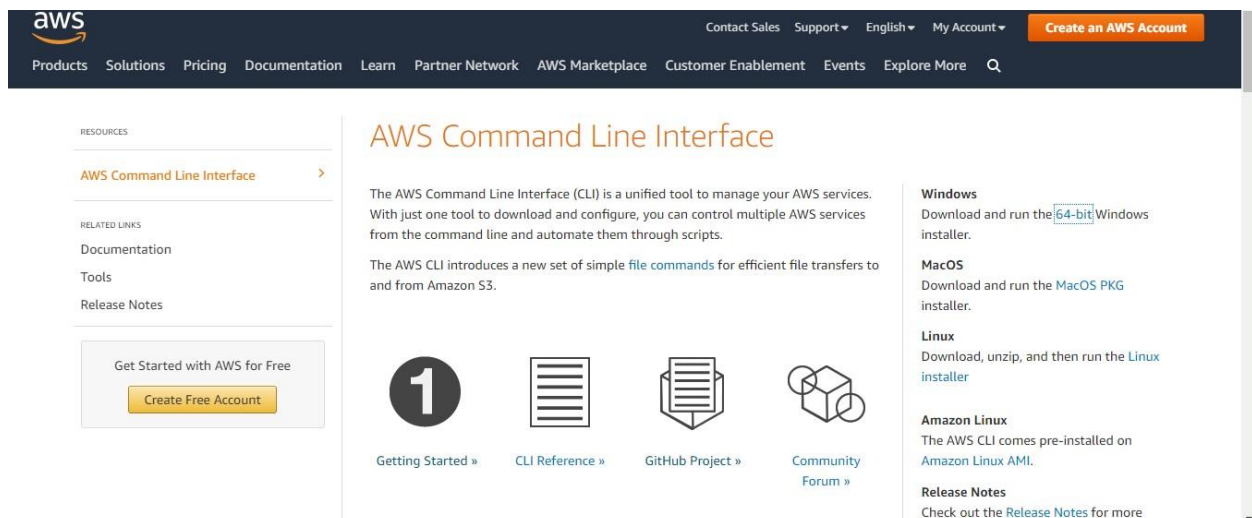 aws
Contact Sales Support English My Account Create an AWS Account
Products Solutions Pricing Documentation Learn Partner Network AWS Marketplace Customer Enablement Events Explore More
RESOURCES
AWS Command Line Interface
RELATED LINKS
Documentation
Tools
Release Notes
Get Started with AWS for Free
Create Free Account
AWS Command Line Interface
The AWS Command Line Interface (CLI) is a unified tool to manage your AWS services.
With just one tool to download and configure, you can control multiple AWS services
from the command line and automate them through scripts.
The AWS CLI introduces a new set of simple file commands for efficient file transfers to
and from Amazon S3.
1
Getting Started »
CLI Reference »
GitHub Project »
Community
Forum »
Windows
Download and run the 64-bit Windows
installer.
MacOS
Download and run the MacOS PKG
installer.
Linux
Download, unzip, and then run the Linux
installer
Amazon Linux
The AWS CLI comes pre-installed on
Amazon Linux AMI.
Release Notes
Check out the Release Notes for more